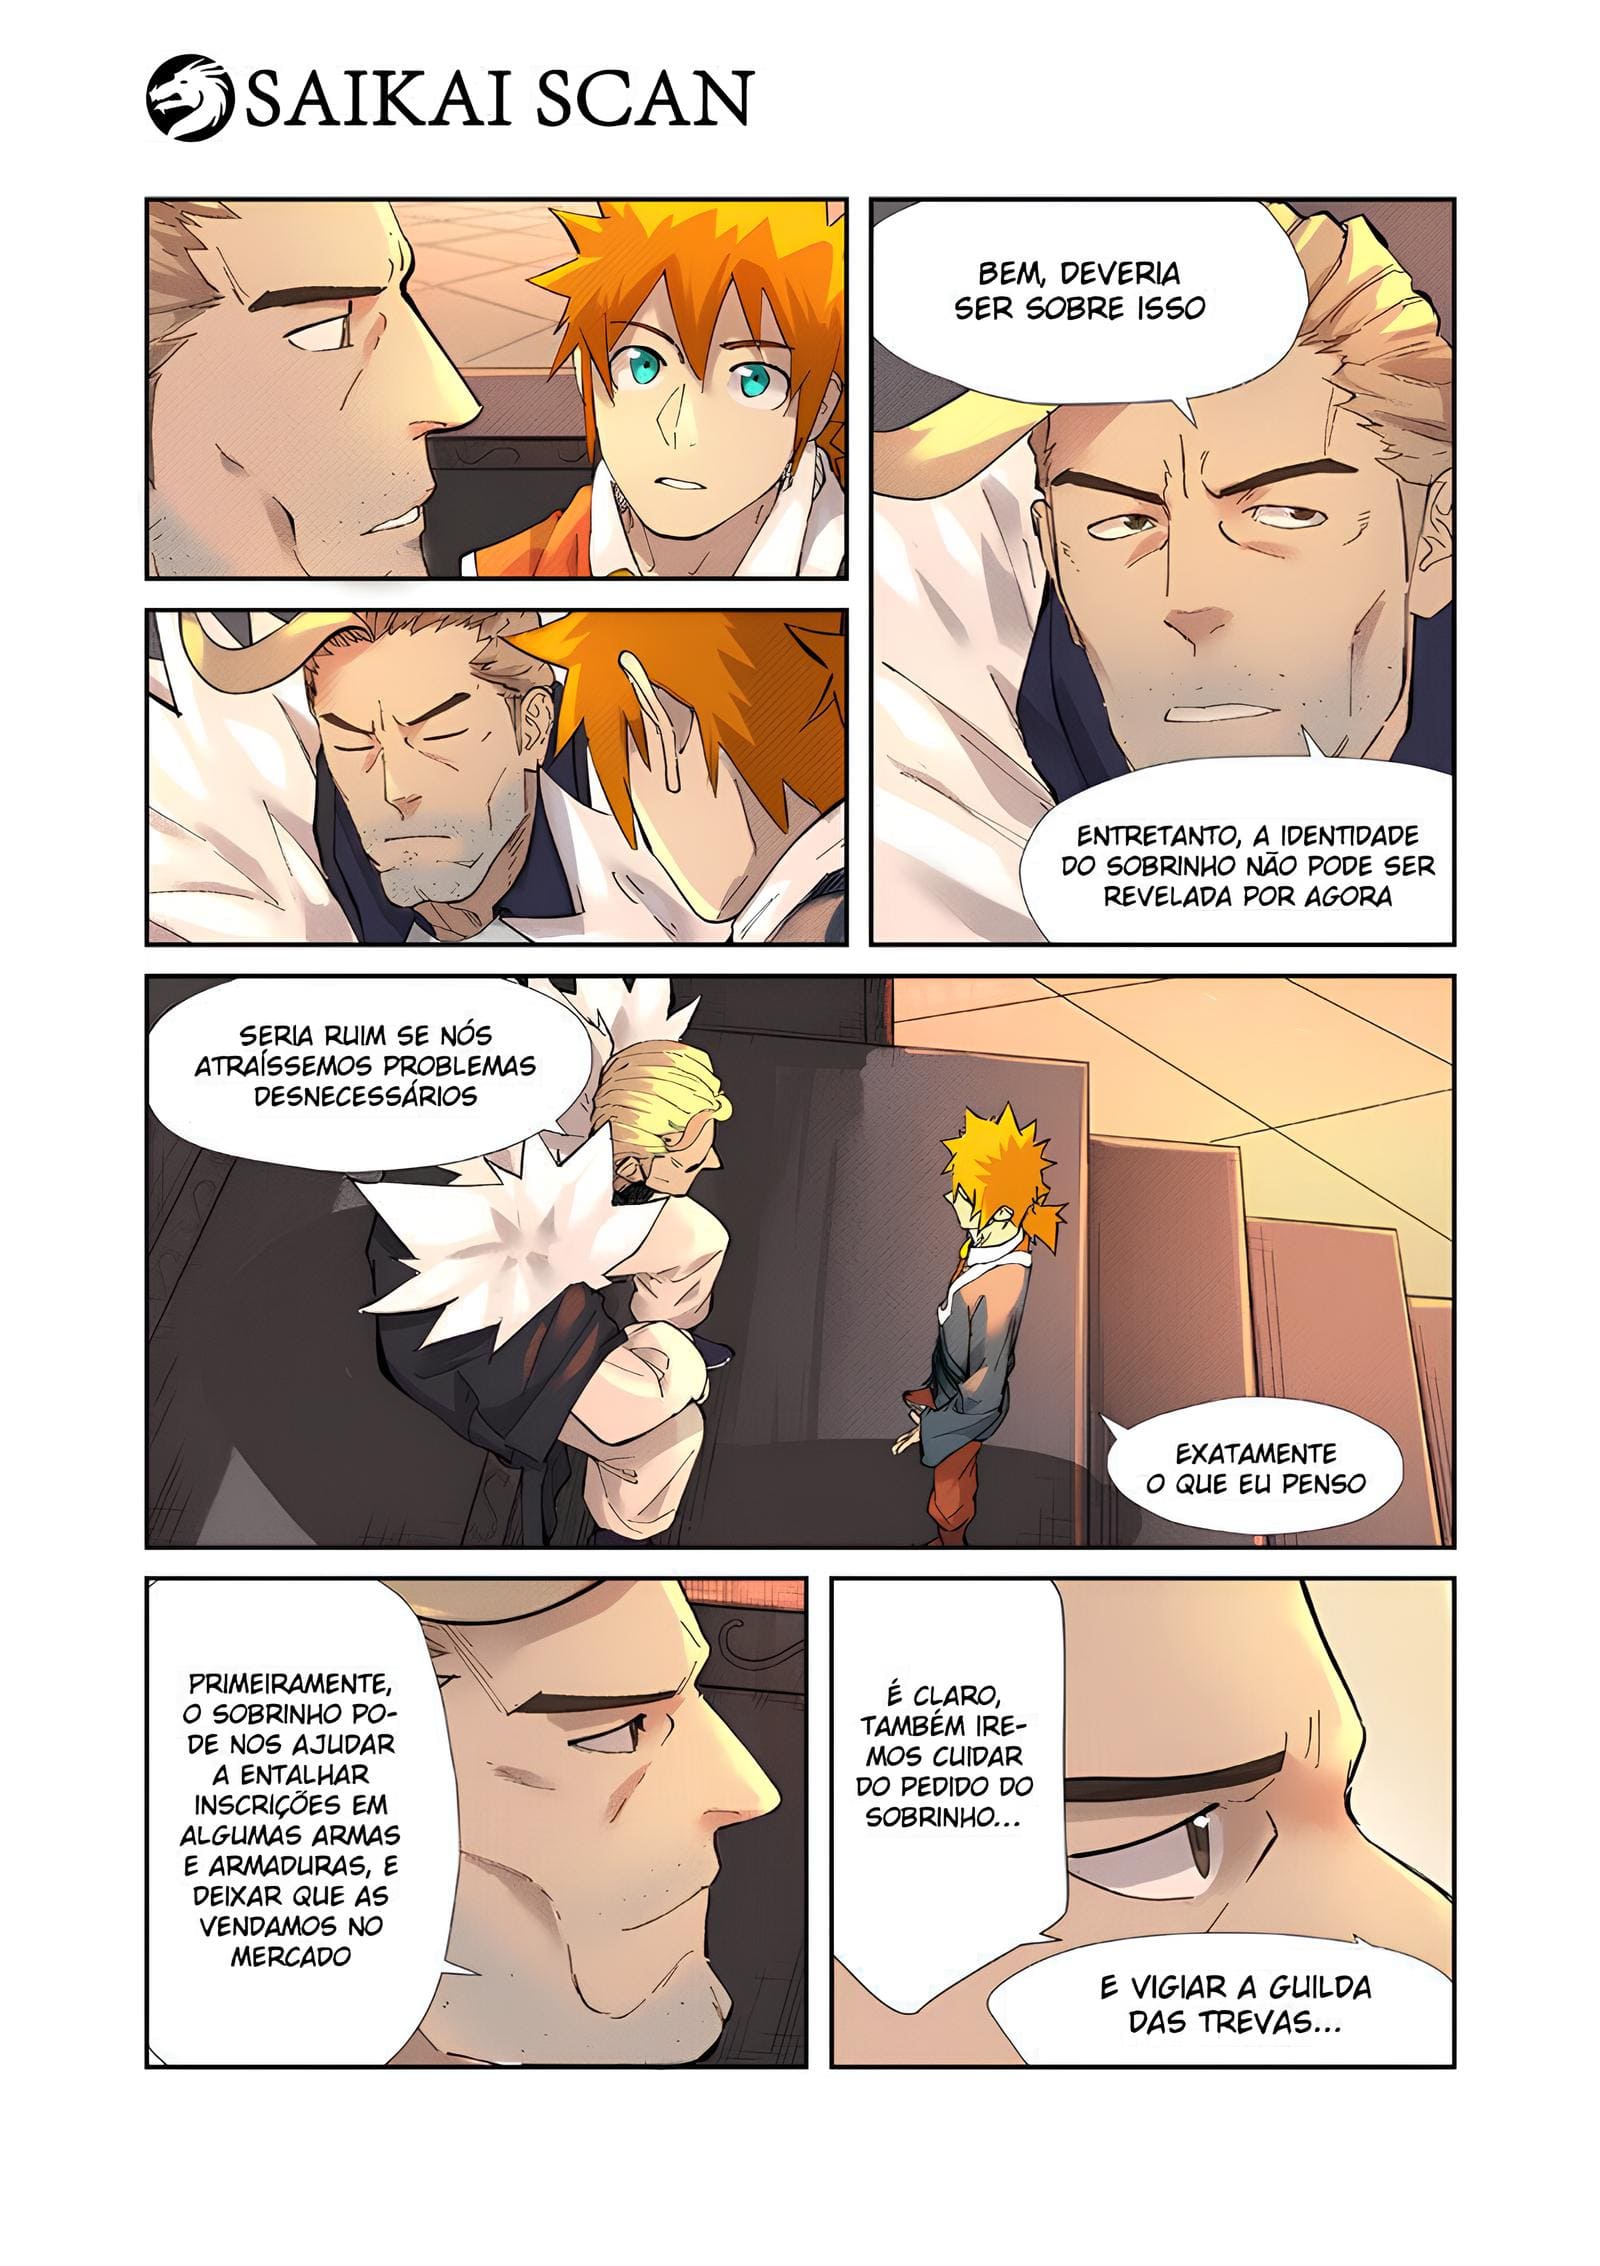 SAIKAI SCAN
BEM, DEVERIA
SER SOBRE ISSO
ENTRETANTO, A IDENTIDADE
DO SOBRINHO NÃO PODE SER
REVELADA POR AGORA
SERIA RUIM SE NÓS
ATRAÍSSEMOS PROBLEMAS
DESNECESSÁRIOS
EXATAMENTE
O QUE EU PENSO
PRIMEIRAMENTE,
O SOBRINHO PO-
DE NOS AJUDAR
A ENTALHAR
INSCRIÇÕES EM
ALGUMAS ARMAS
E ARMADURAS, E
DEIXAR QUE AS
VENDAMOS NO
MERCADO
É CLARO,
TAMBÉM IRE-
MOS CUIDAR
DO PEDIDO DO
SOBRINHO...
E VIGIAR A GUILDA
DAS TREVAS...